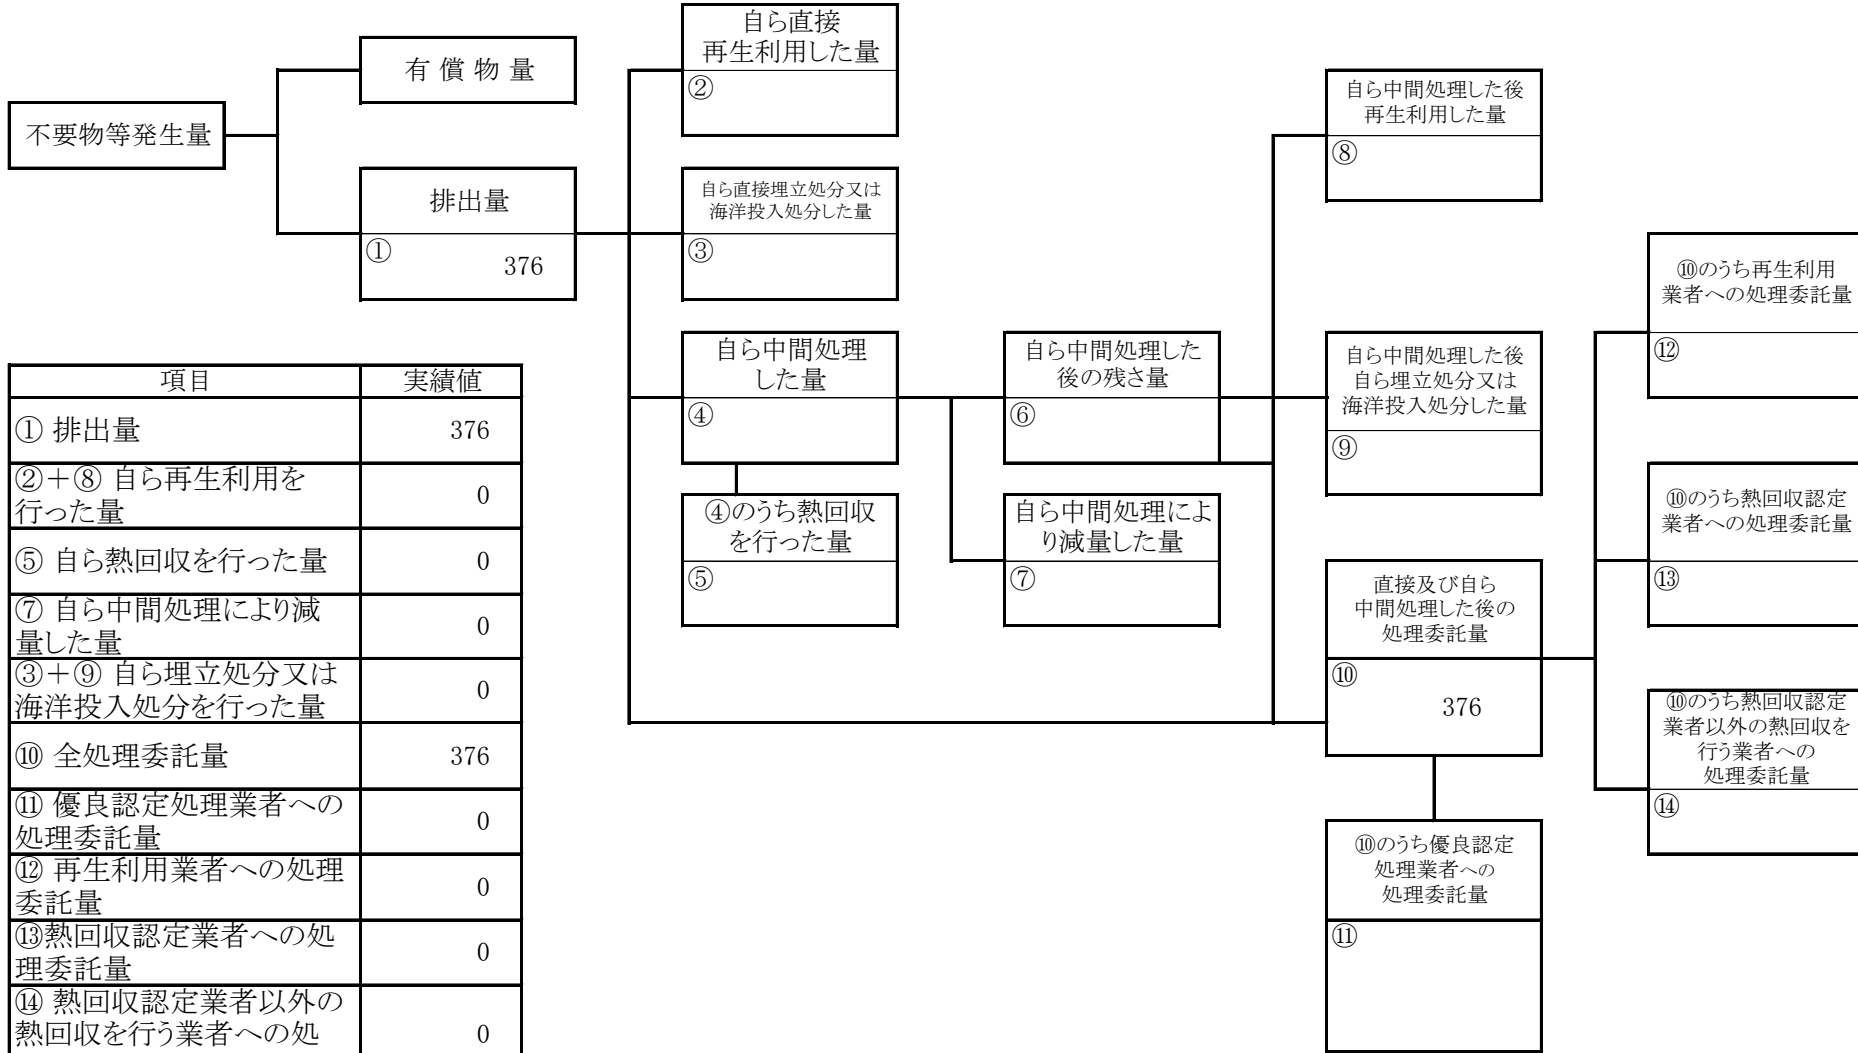 不要物等発生量
有 償 物 量
排出量
①
376
自ら直接
再生利用した量
②
自ら直接埋立処分又は
海洋投入処分した量
③
自ら中間処理
した量
④
④のうち熱回収
を行った量
⑤
自ら中間処理した
後の残さ量
⑥
自ら中間処理によ
り減量した量
⑦
自ら中間処理した後
再生利用した量
⑧
自ら中間処理した後
自ら埋立処分又は
海洋投入処分した量
⑨
直接及び自ら
中間処理した後の
処理委託量
⑩
376
⑩のうち優良認定
処理業者への
処理委託量
⑪
⑩のうち再生利用
業者への処理委託量
⑫
⑩のうち熱回収認定
業者への処理委託量
⑬
⑩のうち熱回収認定
業者以外の熱回収を
行う業者への
処理委託量
⑭
項目 実績値
① 排出量 376
②＋⑧ 自ら再生利用を
行った量 0
⑤ 自ら熱回収を行った量 0
⑦ 自ら中間処理により減
量した量 0
③＋⑨ 自ら埋立処分又は
海洋投入処分を行った量 0
⑩ 全処理委託量 376
⑪ 優良認定処理業者への
処理委託量 0
⑫ 再生利用業者への処理
委託量 0
⑬熱回収認定業者への処
理委託量 0
⑭ 熱回収認定業者以外の
熱回収を行う業者への処 0